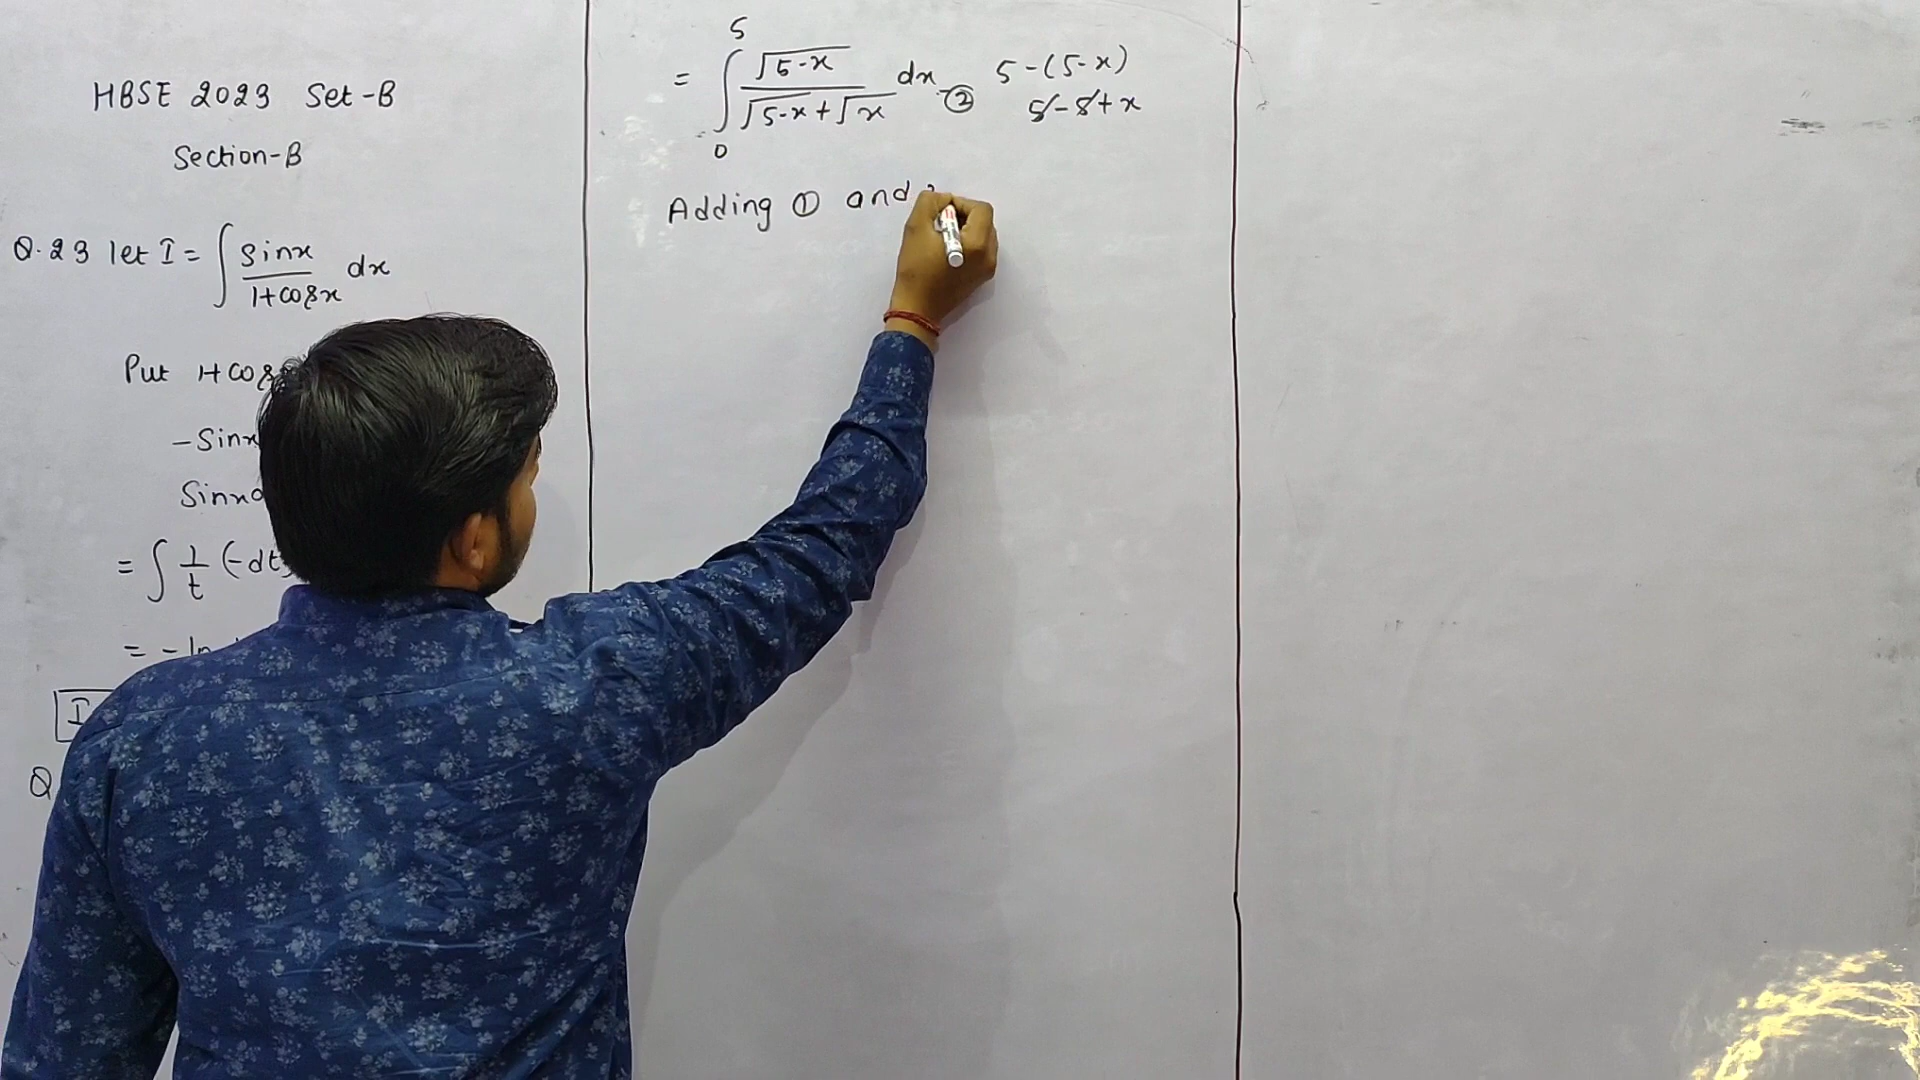 HBSE 2023 Set-B
Section-B
Q.23 let I = ∫ sinx / 1+cosx dx
Put 1+cos
-Sinx
Sinx
= ∫ 1/t (-dt)
= -ln
I
Q
= ∫₀⁵ √5-x / √5-x + √x dx ②
5-(5-x)
5-5+x
Adding ① and